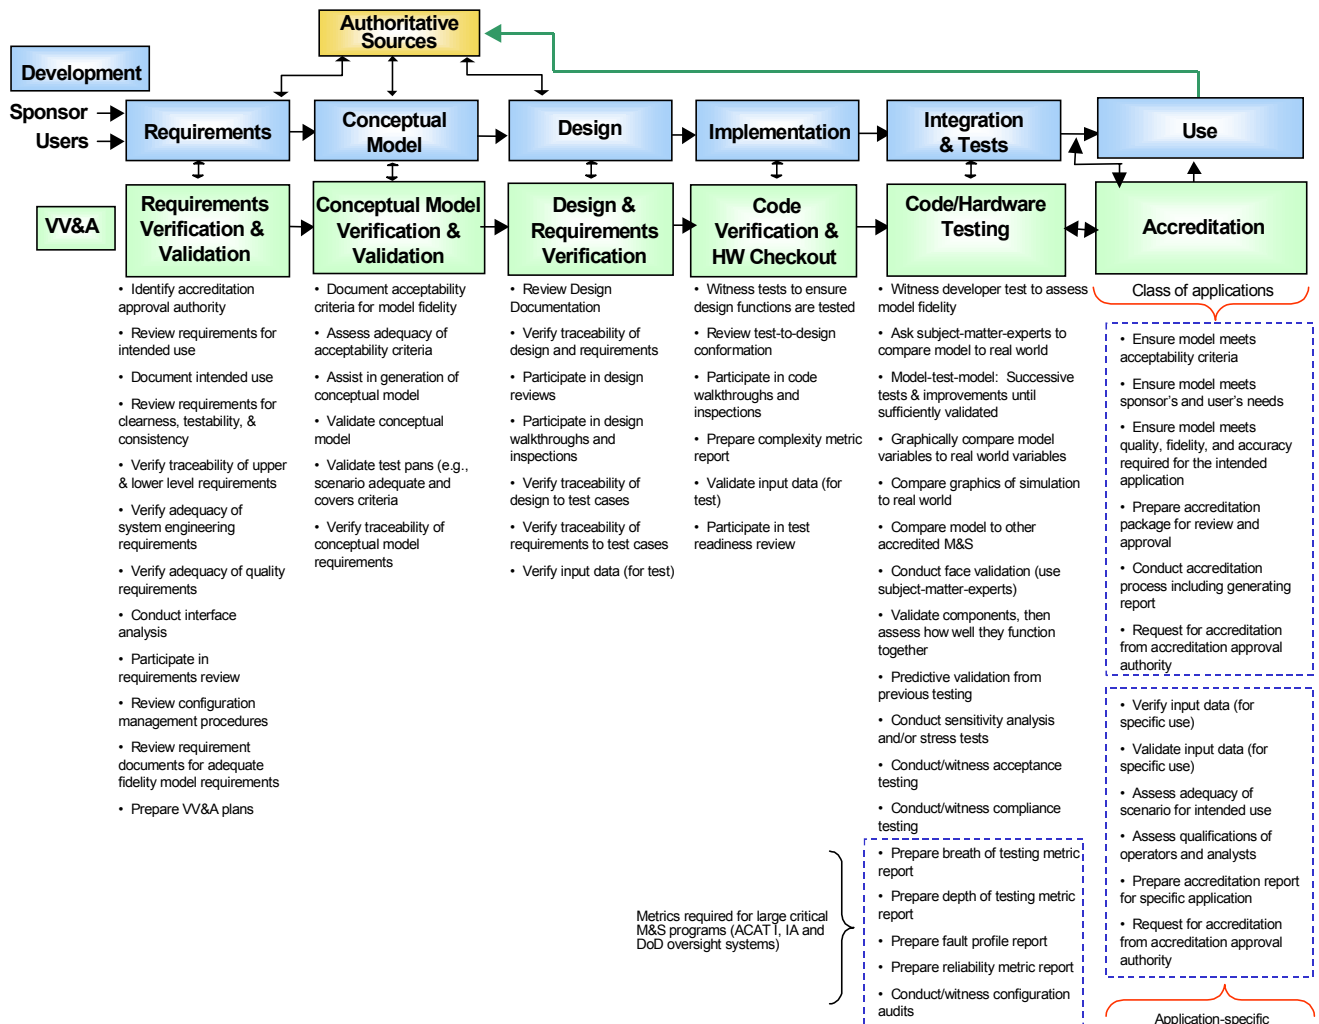 Authoritative
Sources
Development
Sponsor
Users
Requirements
Conceptual
Model
Design
Implementation
Integration
& Tests
Use
VV&A
Requirements
Verification &
Validation
Conceptual Model
Verification &
Validation
Design &
Requirements
Verification
Code
Verification &
HW Checkout
Code/Hardware
Testing
Accreditation
• Identify accreditation
approval authority
• Review requirements for
intended use
• Document intended use
• Review requirements for
clearness, testability, &
consistency
• Verify traceability of upper
& lower level requirements
• Verify adequacy of
system engineering
requirements
• Verify adequacy of quality
requirements
• Conduct interface
analysis
• Participate in
requirements review
• Review configuration
management procedures
• Review requirement
documents for adequate
fidelity model requirements
• Prepare VV&A plans
• Document acceptability
criteria for model fidelity
• Assess adequacy of
acceptability criteria
• Assist in generation of
conceptual model
• Validate conceptual
model
• Validate test pans (e.g.,
scenario adequate and
covers criteria
• Verify traceability of
conceptual model
requirements
• Review Design
Documentation
• Verify traceability of
design and requirements
• Participate in design
reviews
• Participate in design
walkthroughs and
inspections
• Verify traceability of
design to test cases
• Verify traceability of
requirements to test cases
• Verify input data (for test)
• Witness tests to ensure
design functions are tested
• Review test-to-design
conformation
• Participate in code
walkthroughs and
inspections
• Prepare complexity metric
report
• Validate input data (for
test)
• Participate in test
readiness review
• Witness developer test to assess
model fidelity
• Ask subject-matter-experts to
compare model to real world
• Model-test-model: Successive
tests & improvements until
sufficiently validated
• Graphically compare model
variables to real world variables
• Compare graphics of simulation
to real world
• Compare model to other
accredited M&S
• Conduct face validation (use
subject-matter-experts)
• Validate components, then
assess how well they function
together
• Predictive validation from
previous testing
• Conduct sensitivity analysis
and/or stress tests
• Conduct/witness acceptance
testing
• Conduct/witness compliance
testing
• Prepare breath of testing metric
report
• Prepare depth of testing metric
report
• Prepare fault profile report
• Prepare reliability metric report
• Conduct/witness configuration
audits
Metrics required for large critical
M&S programs (ACAT I, IA and
DoD oversight systems)
Class of applications
• Ensure model meets
acceptability criteria
• Ensure model meets
sponsor's and user's needs
• Ensure model meets
quality, fidelity, and accuracy
required for the intended
application
• Prepare accreditation
package for review and
approval
• Conduct accreditation
process including generating
report
• Request for accreditation
from accreditation approval
authority
• Verify input data (for
specific use)
• Validate input data (for
specific use)
• Assess adequacy of
scenario for intended use
• Assess qualifications of
operators and analysts
• Prepare accreditation report
for specific application
• Request for accreditation
from accreditation approval
authority
Application-specific